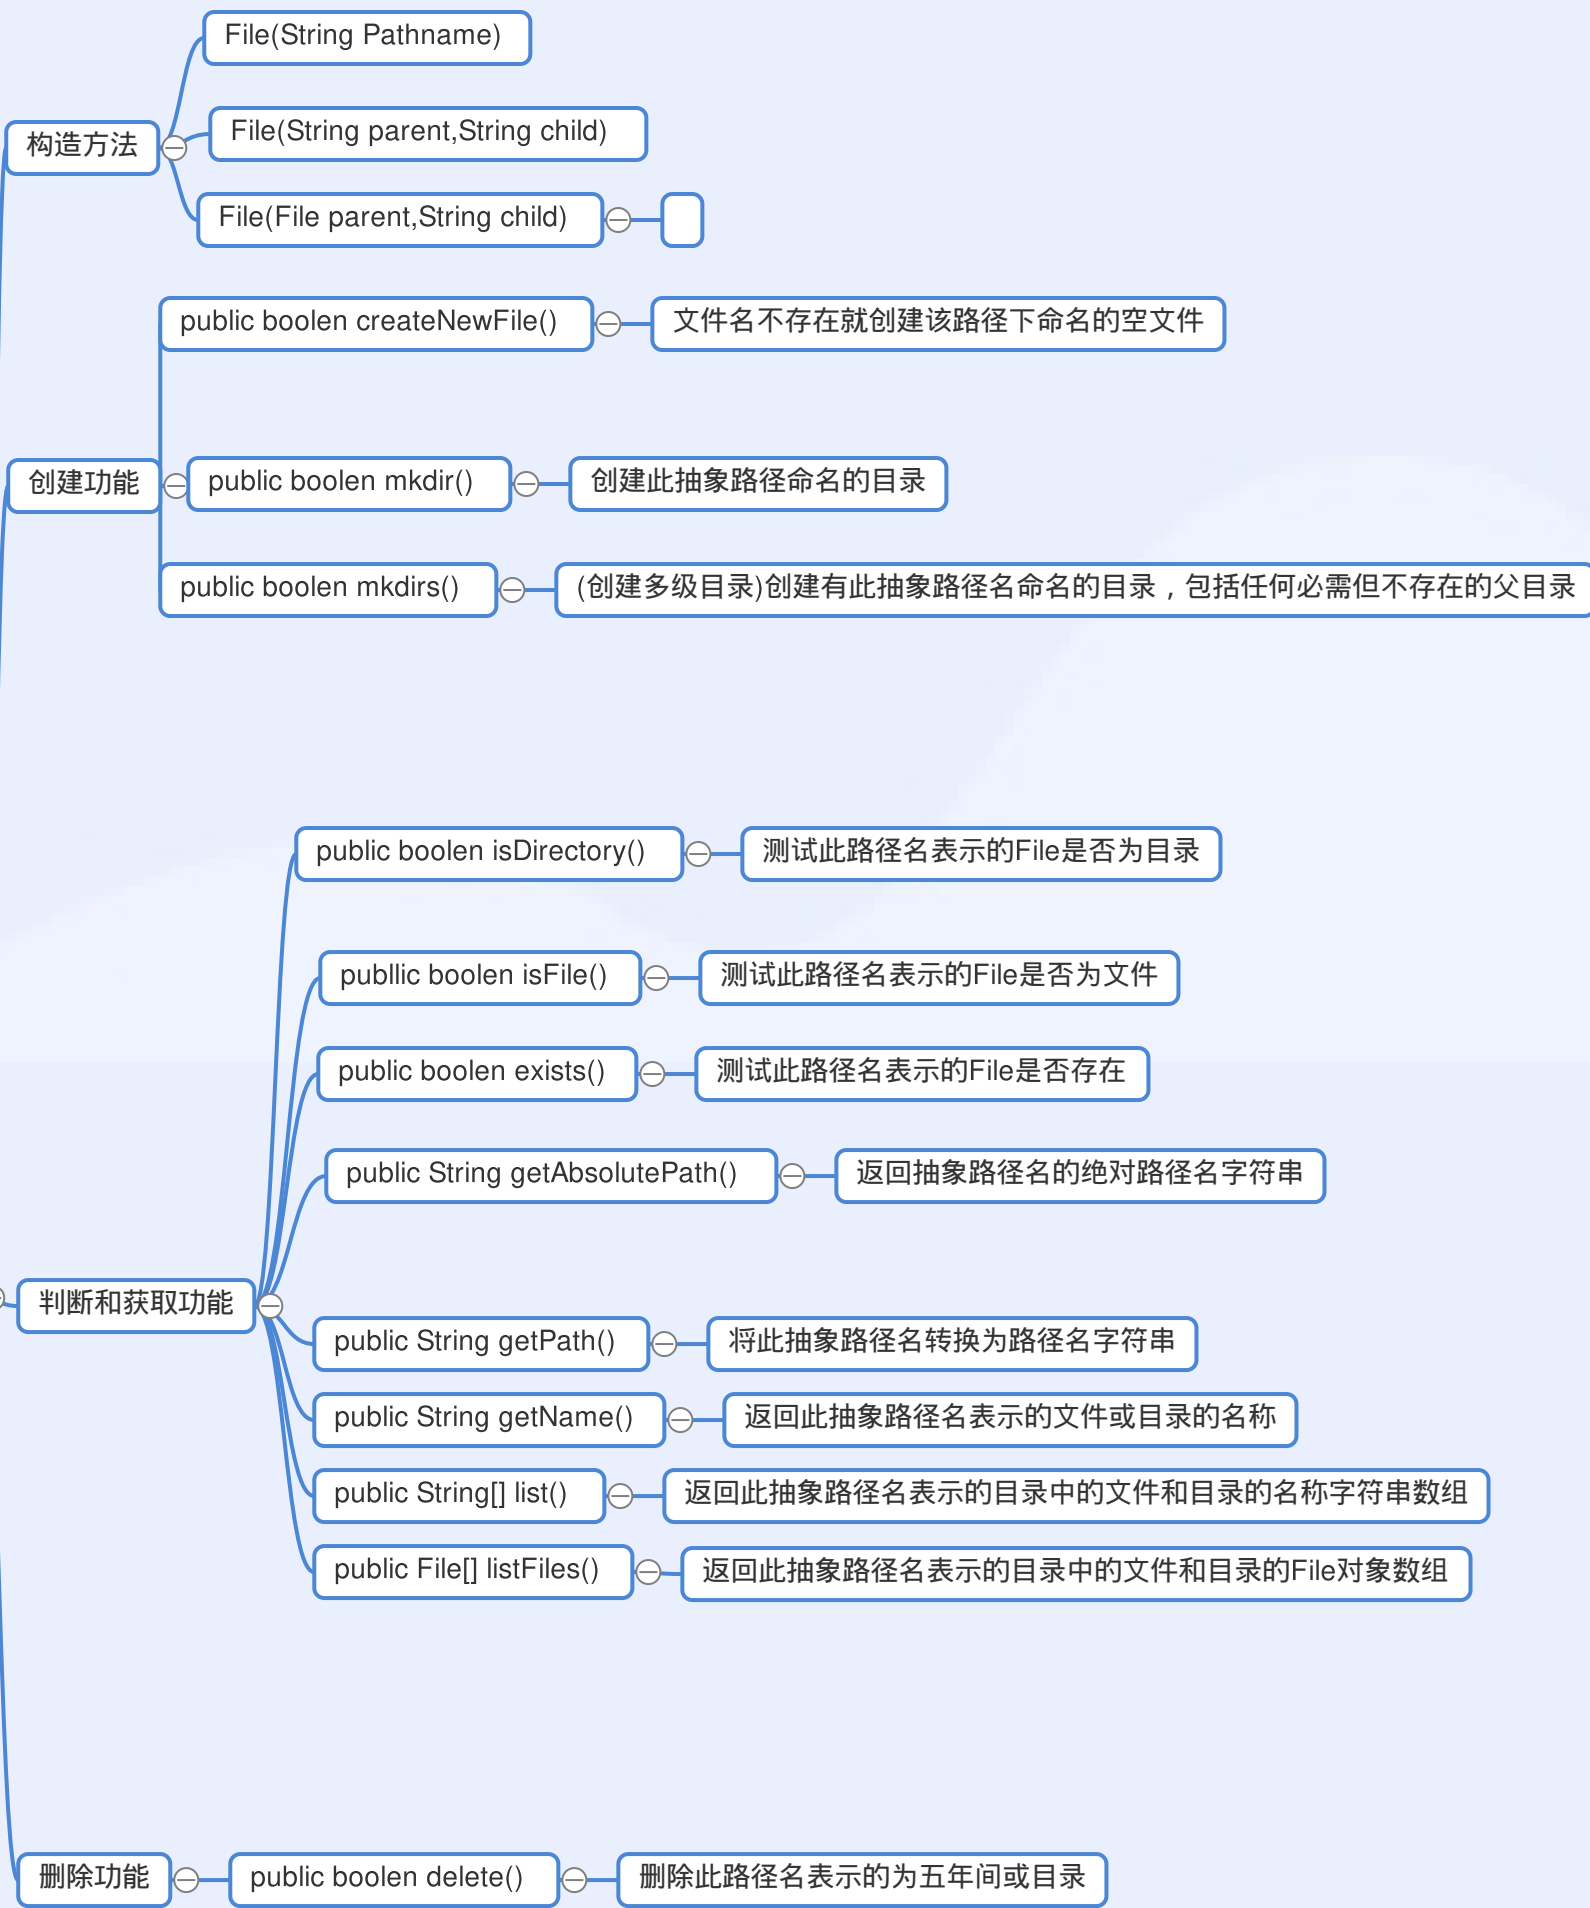 File(String Pathname)
构造方法
File(String parent,String child)
File(File parent,String child)
创建功能
public boolen createNewFile()
文件名不存在就创建该路径下命名的空文件
public boolen mkdir()
创建此抽象路径命名的目录
public boolen mkdirs()
(创建多级目录)创建有此抽象路径名命名的目录，包括任何必需但不存在的父目录
判断和获取功能
public boolen isDirectory()
测试此路径名表示的File是否为目录
publlic boolen isFile()
测试此路径名表示的File是否为文件
public boolen exists()
测试此路径名表示的File是否存在
public String getAbsolutePath()
返回抽象路径名的绝对路径名字符串
public String getPath()
将此抽象路径名转换为路径名字符串
public String getName()
返回此抽象路径名表示的文件或目录的名称
public String[] list()
返回此抽象路径名表示的目录中的文件和目录的名称字符串数组
public File[] listFiles()
返回此抽象路径名表示的目录中的文件和目录的File对象数组
删除功能
public boolen delete()
删除此路径名表示的为五年间或目录